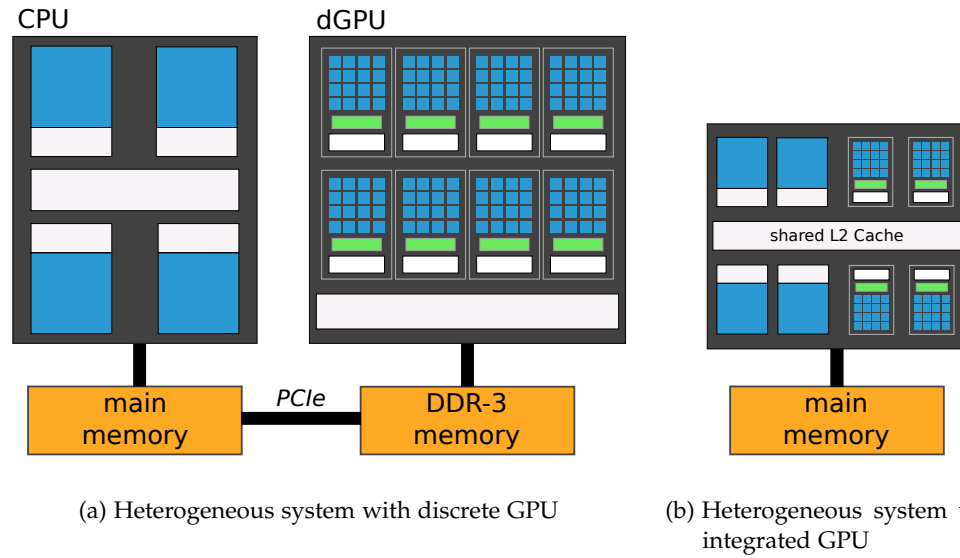 CPU
dGPU
shared L2 Cache
main
memory
PCIe
DDR-3
memory
main
memory
(a) Heterogeneous system with discrete GPU
(b) Heterogeneous system
integrated GPU